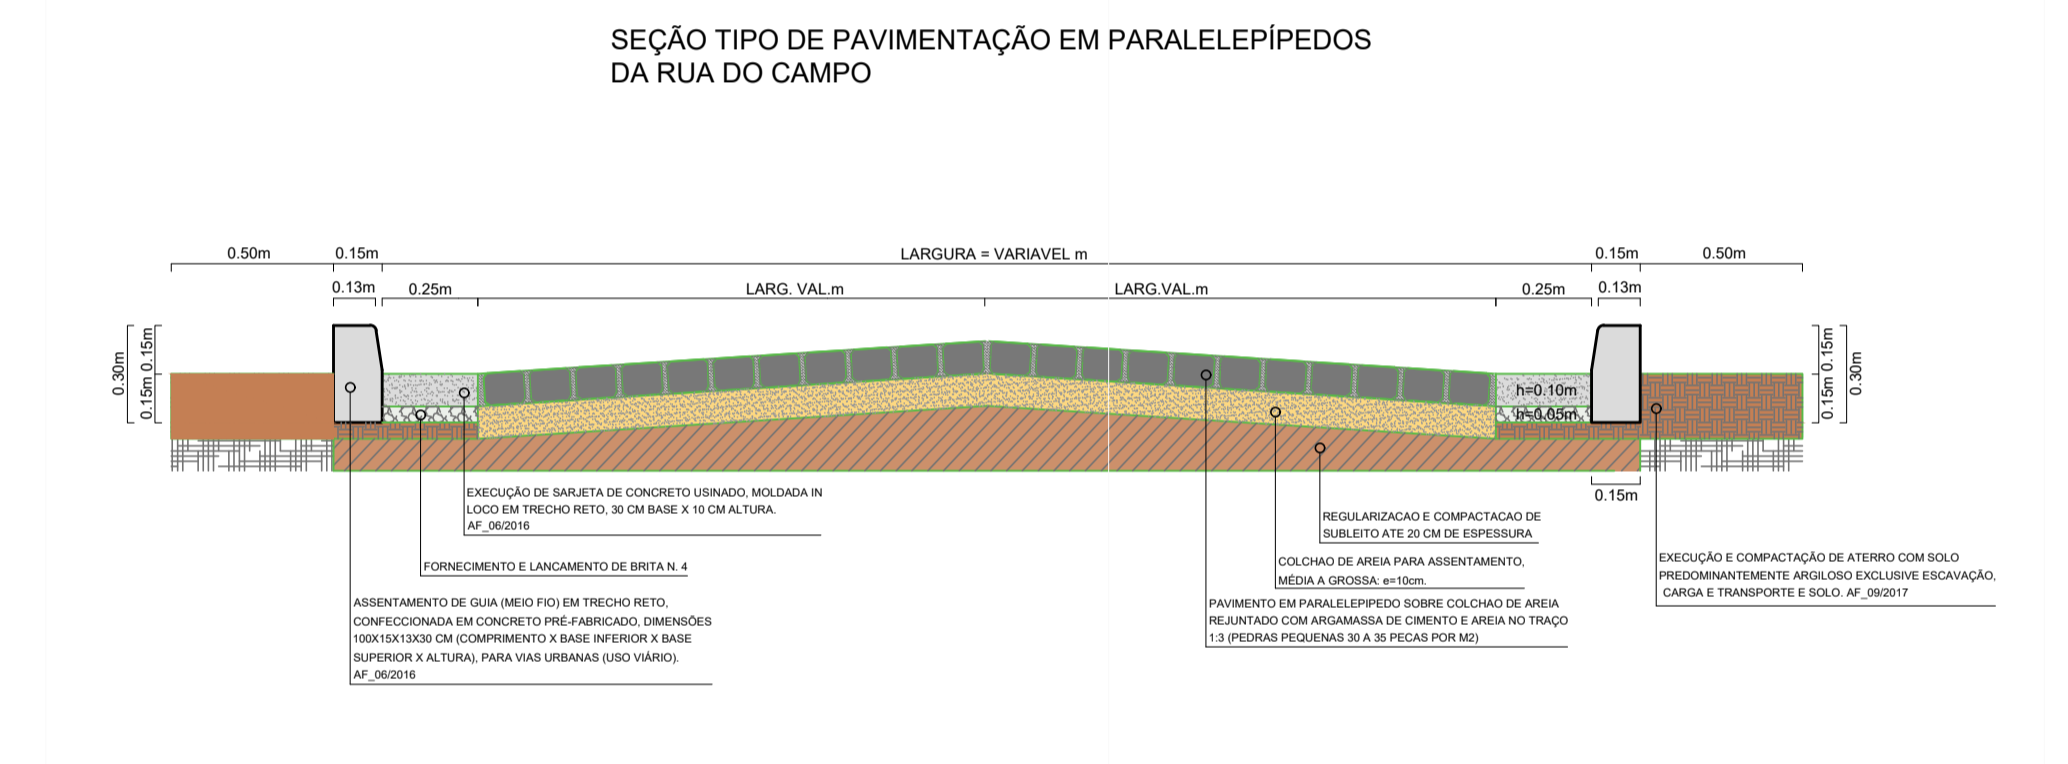 SEÇÃO TIPO DE PAVIMENTAÇÃO EM PARALELEPÍPEDOS
DA RUA DO CAMPO
0.50m
0.15m
LARGURA = VARIAVEL m
0.15m
0.50m
0.13m
0.25m
LARG. VAL.m
LARG.VAL.m
0.25m
0.13m
0.30m
0.15m
0.15m
0.15m
0.15m
0.30m
h=0.10m
h=0.05m
0.15m
EXECUÇÃO DE SARJETA DE CONCRETO USINADO, MOLDADA IN
LOCO EM TRECHO RETO, 30 CM BASE X 10 CM ALTURA.
AF_06/2016
FORNECIMENTO E LANCAMENTO DE BRITA N. 4
ASSENTAMENTO DE GUIA (MEIO FIO) EM TRECHO RETO,
CONFECCIONADA EM CONCRETO PRÉ-FABRICADO, DIMENSÕES
100X15X13X30 CM (COMPRIMENTO X BASE INFERIOR X BASE
SUPERIOR X ALTURA), PARA VIAS URBANAS (USO VIÁRIO).
AF_06/2016
REGULARIZACAO E COMPACTACAO DE
SUBLEITO ATE 20 CM DE ESPESSURA
COLCHAO DE AREIA PARA ASSENTAMENTO,
MÉDIA A GROSSA: e=10cm.
PAVIMENTO EM PARALELEPIPEDO SOBRE COLCHAO DE AREIA
REJUNTADO COM ARGAMASSA DE CIMENTO E AREIA NO TRAÇO
1:3 (PEDRAS PEQUENAS 30 A 35 PECAS POR M2)
EXECUÇÃO E COMPACTAÇÃO DE ATERRO COM SOLO
PREDOMINANTEMENTE ARGILOSO EXCLUSIVE ESCAVAÇÃO,
CARGA E TRANSPORTE E SOLO. AF_09/2017